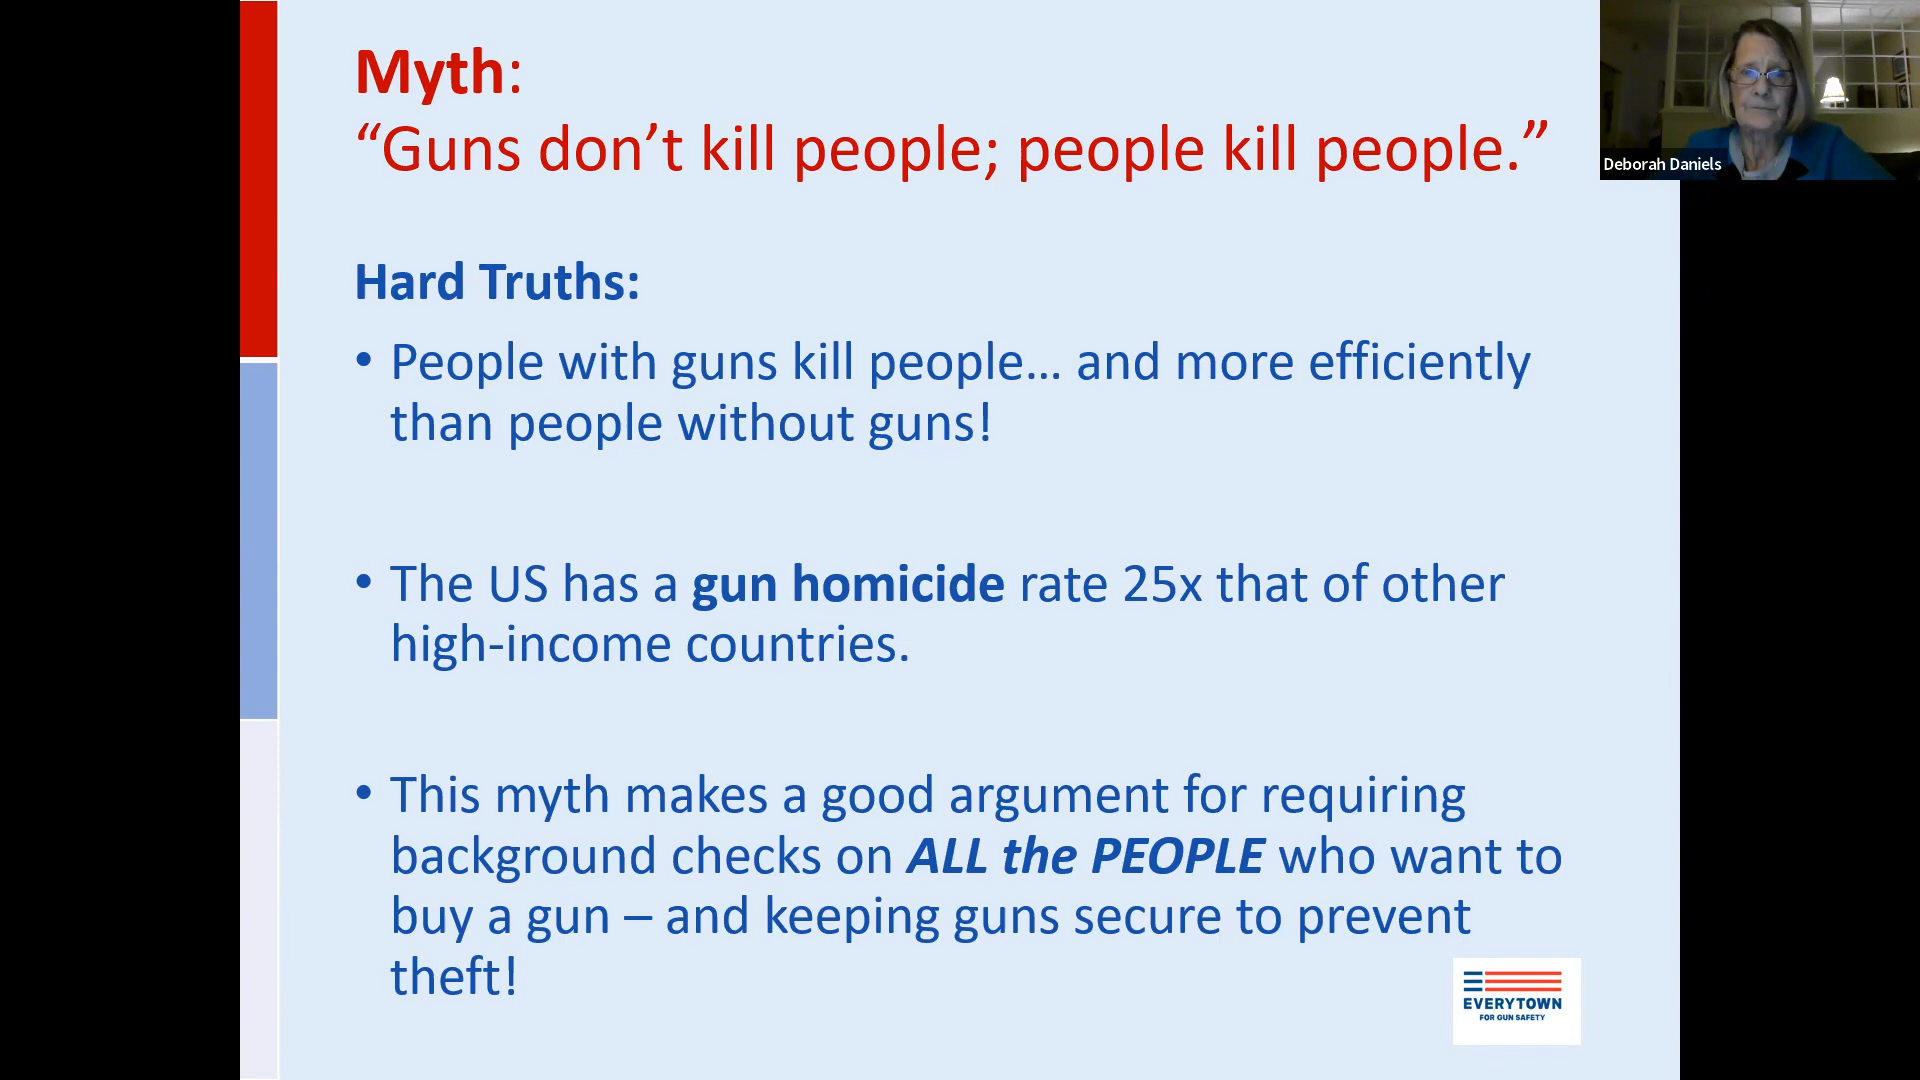 Myth:
“Guns don’t kill people; people kill people.”
Deborah Daniels
Hard Truths:
• People with guns kill people... and more efficiently
than people without guns!
• The US has a gun homicide rate 25x that of other
high-income countries.
• This myth makes a good argument for requiring
background checks on ALL the PEOPLE who want to
buy a gun – and keeping guns secure to prevent
theft!
EVERYTOWN
FOR GUN SAFETY